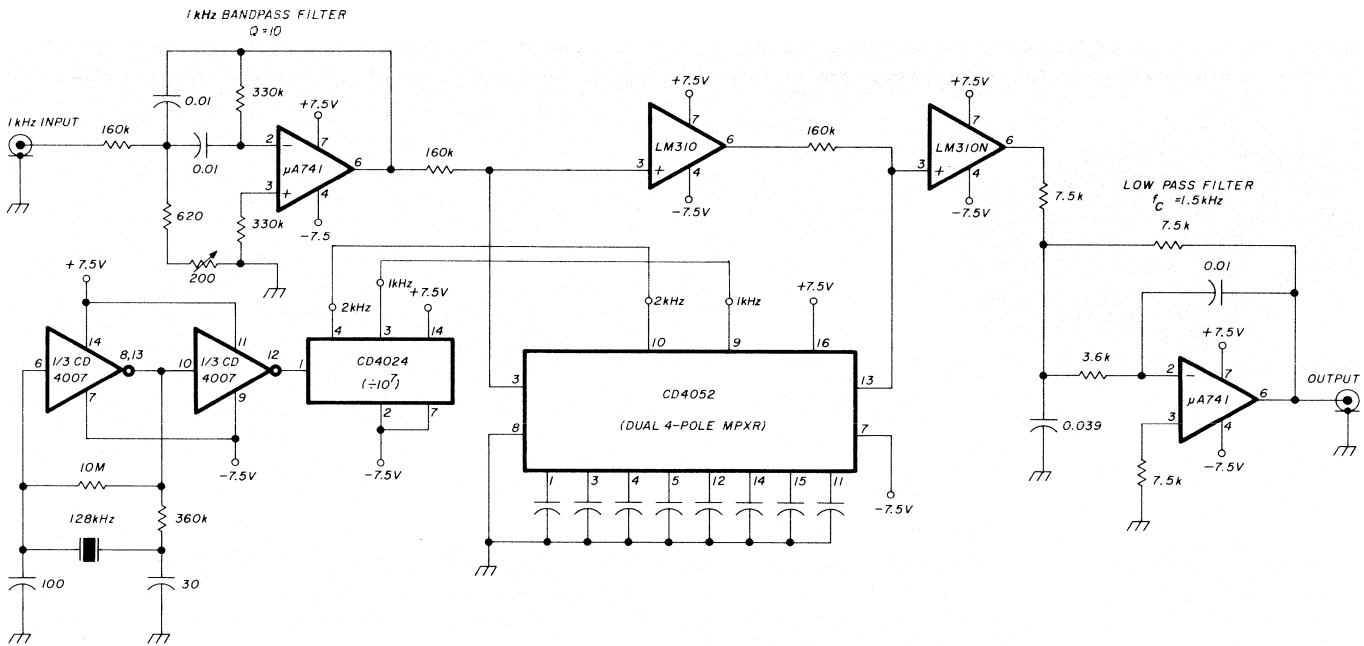 1kHz BANDPASS FILTER
Q=10
1kHz INPUT
160k
0.01
0.01
330k
+7.5V
2
−
7
μA741
6
3
+
4
-7.5
330k
620
200
160k
+7.5V
7
LM310
6
3
+
4
-7.5V
160k
+7.5V
7
LM310N
6
3
+
4
-7.5V
7.5k
LOW PASS FILTER
fC =1.5kHz
7.5k
0.01
3.6k
+7.5V
2
−
7
μA741
6
3
4
-7.5V
7.5k
0.039
OUTPUT
+7.5V
14
6
1/3 CD
4007
8,13
7
10
11
1/3 CD
4007
12
9
-7.5V
10M
360k
128kHz
100
30
2kHz
1kHz
+7.5V
4
3
14
1
CD4024
(÷10⁷)
2
7
-7.5V
2kHz
1kHz
+7.5V
10
9
16
3
13
CD4052
(DUAL 4-POLE MPXR)
8
7
-7.5V
1
3
4
5
12
14
15
11